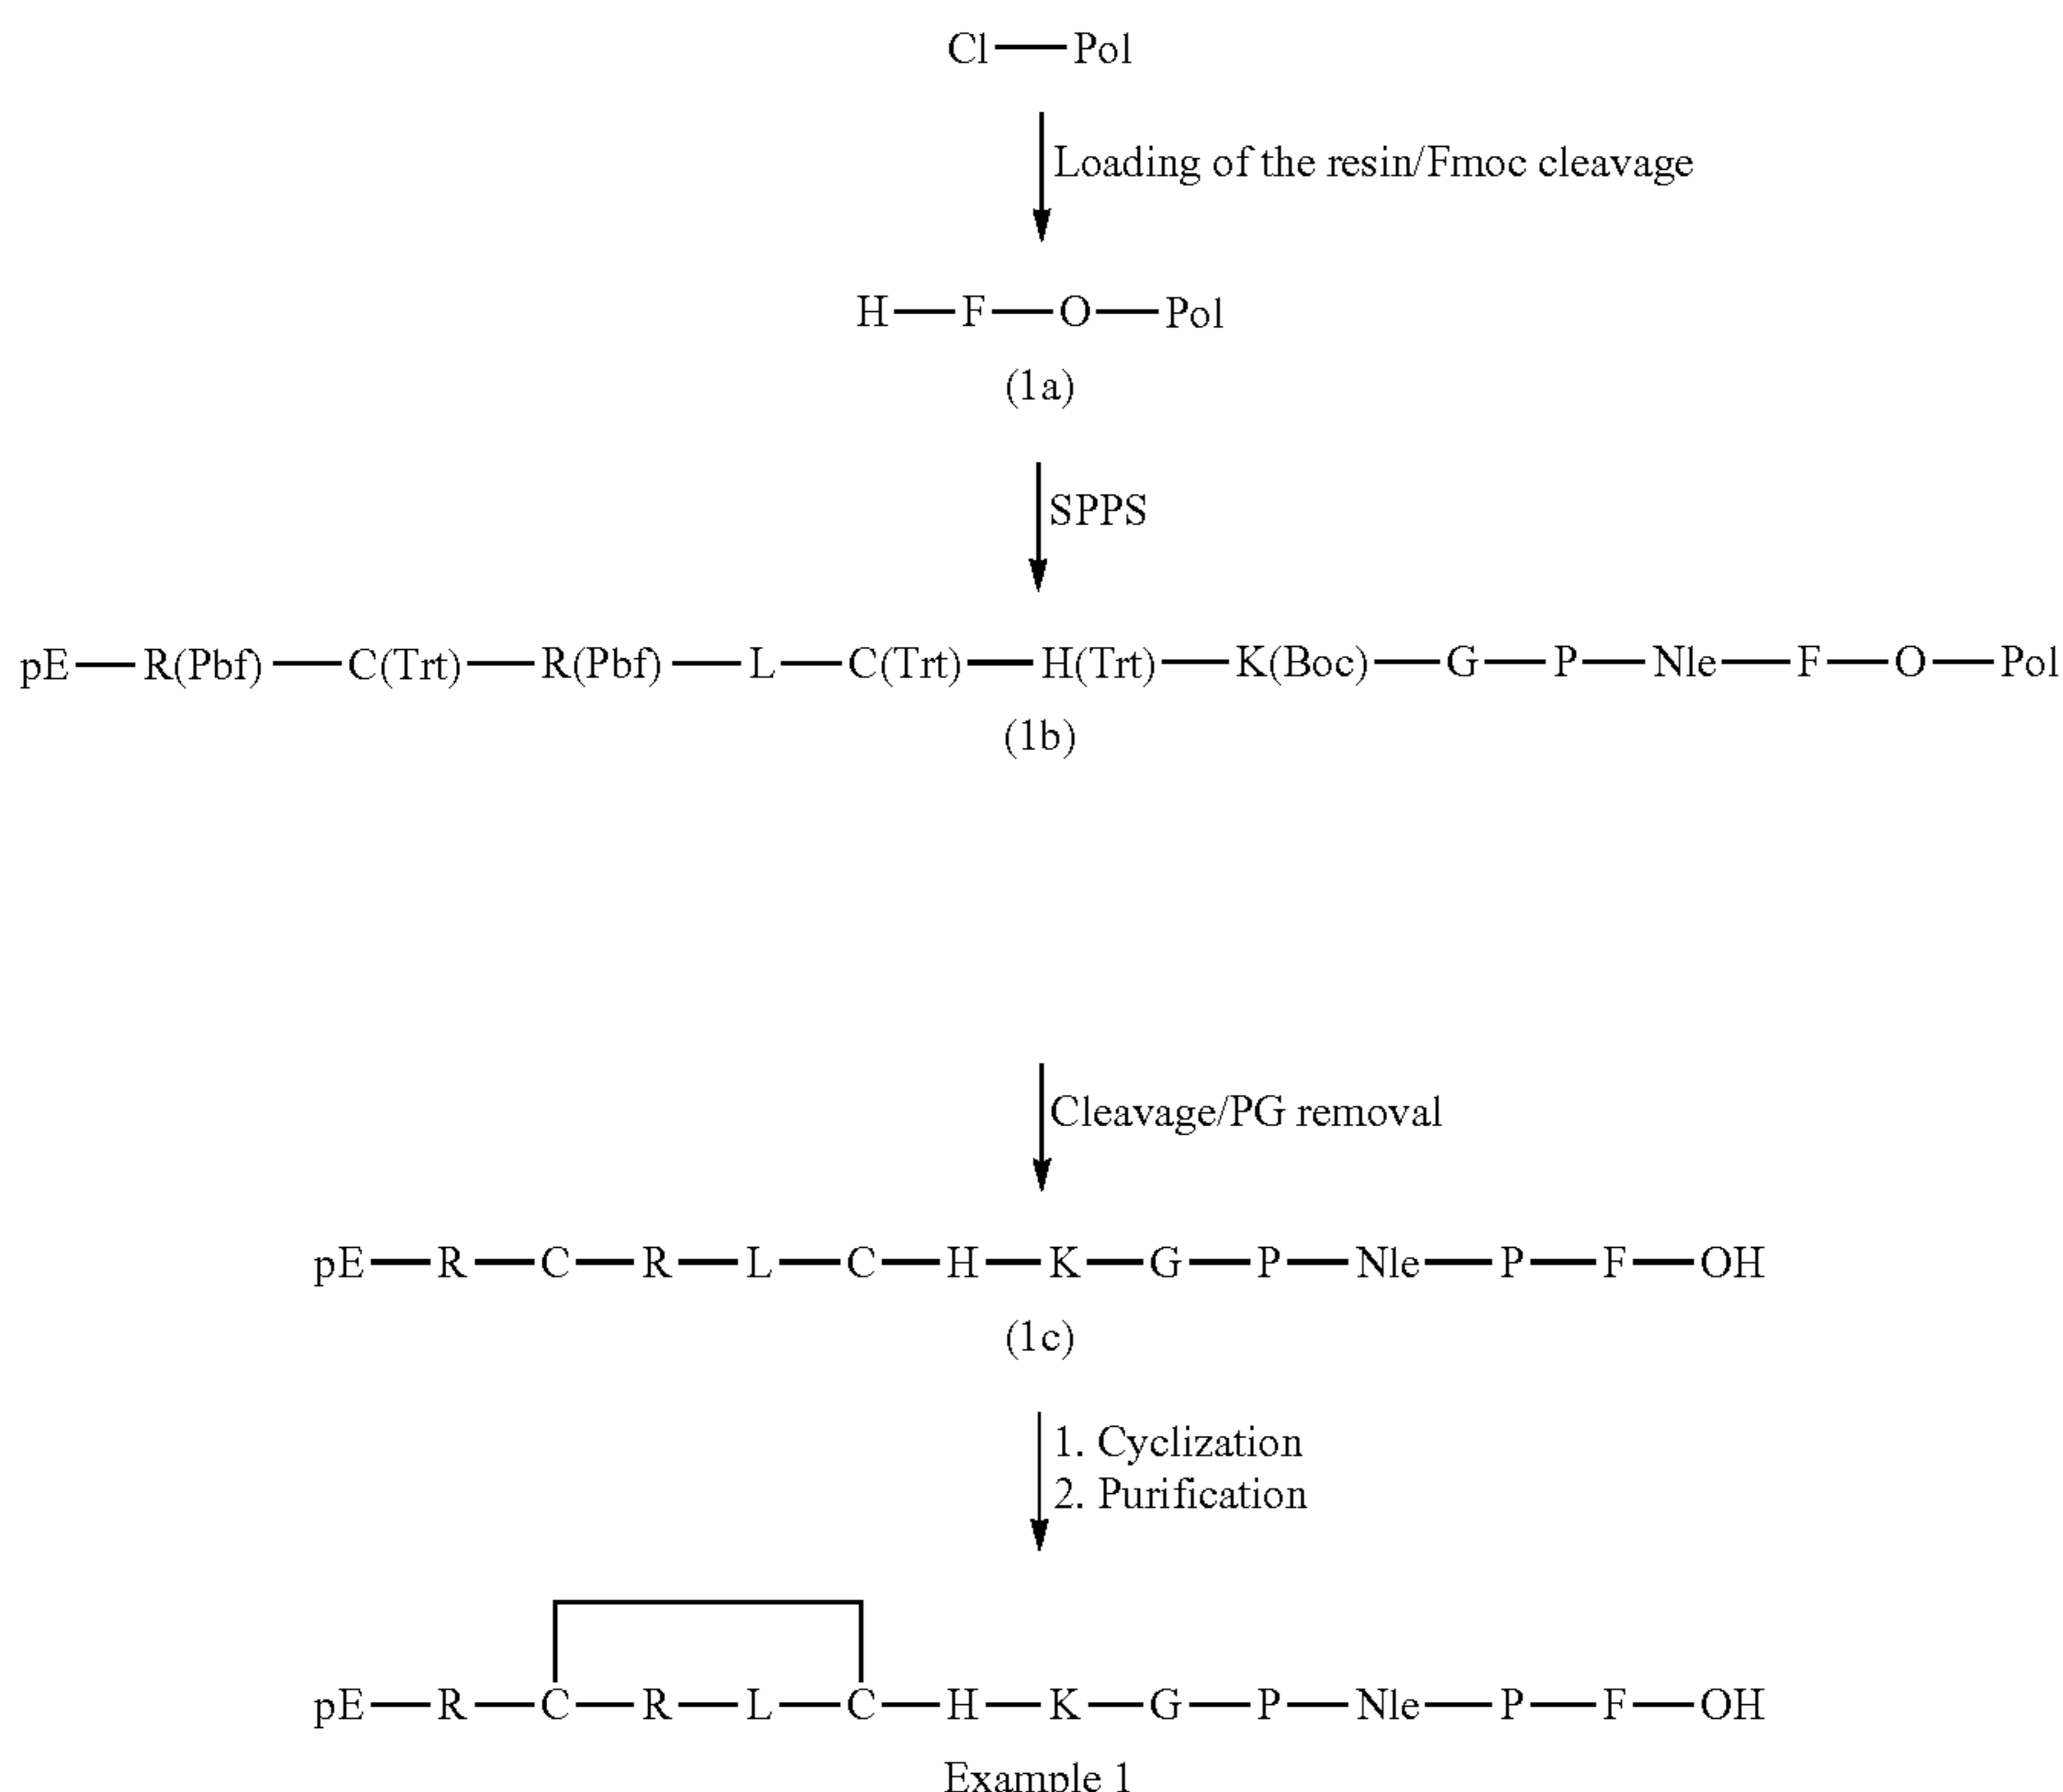 Cl—Pol
Loading of the resin/Fmoc cleavage
H—F—O—Pol
(1a)
SPPS
pE—R(Pbf)—C(Trt)—R(Pbf)—L—C(Trt)—H(Trt)—K(Boc)—G—P—Nle—F—O—Pol
(1b)
Cleavage/PG removal
pE—R—C—R—L—C—H—K—G—P—Nle—P—F—OH
(1c)
1. Cyclization
2. Purification
pE—R—C—R—L—C—H—K—G—P—Nle—P—F—OH
Example 1